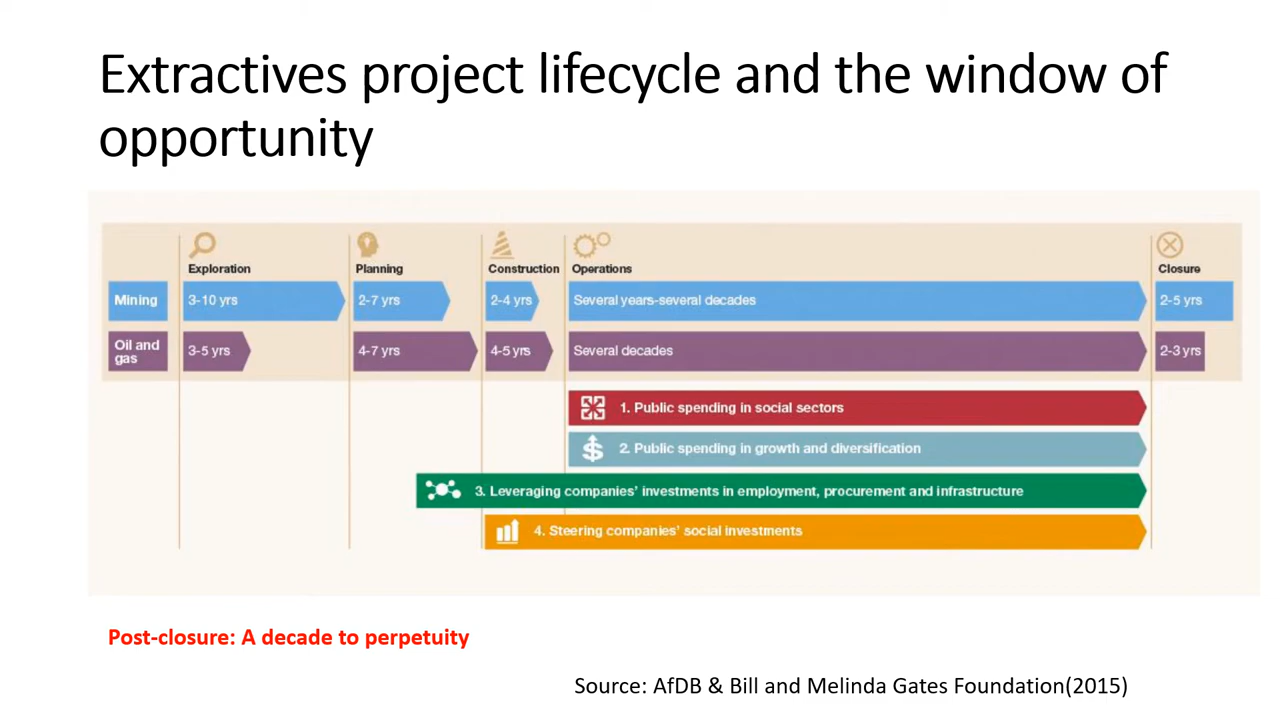 Extractives project lifecycle and the window of
opportunity
Exploration
Planning
Construction
Operations
Closure
Mining
3-10 yrs
2-7 yrs
2-4 yrs
Several years-several decades
2-5 yrs
Oil and
gas
3-5 yrs
4-7 yrs
4-5 yrs
Several decades
2-3 yrs
1. Public spending in social sectors
2. Public spending in growth and diversification
3. Leveraging companies' investments in employment, procurement and infrastructure
4. Steering companies' social investments
Post-closure: A decade to perpetuity
Source: AfDB & Bill and Melinda Gates Foundation(2015)